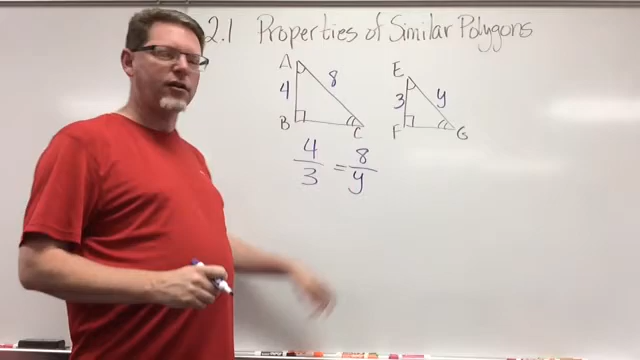 2.1 Properties of Similar Polygons
A
4
8
B
C
E
3
y
F
G
4/3 = 8/y